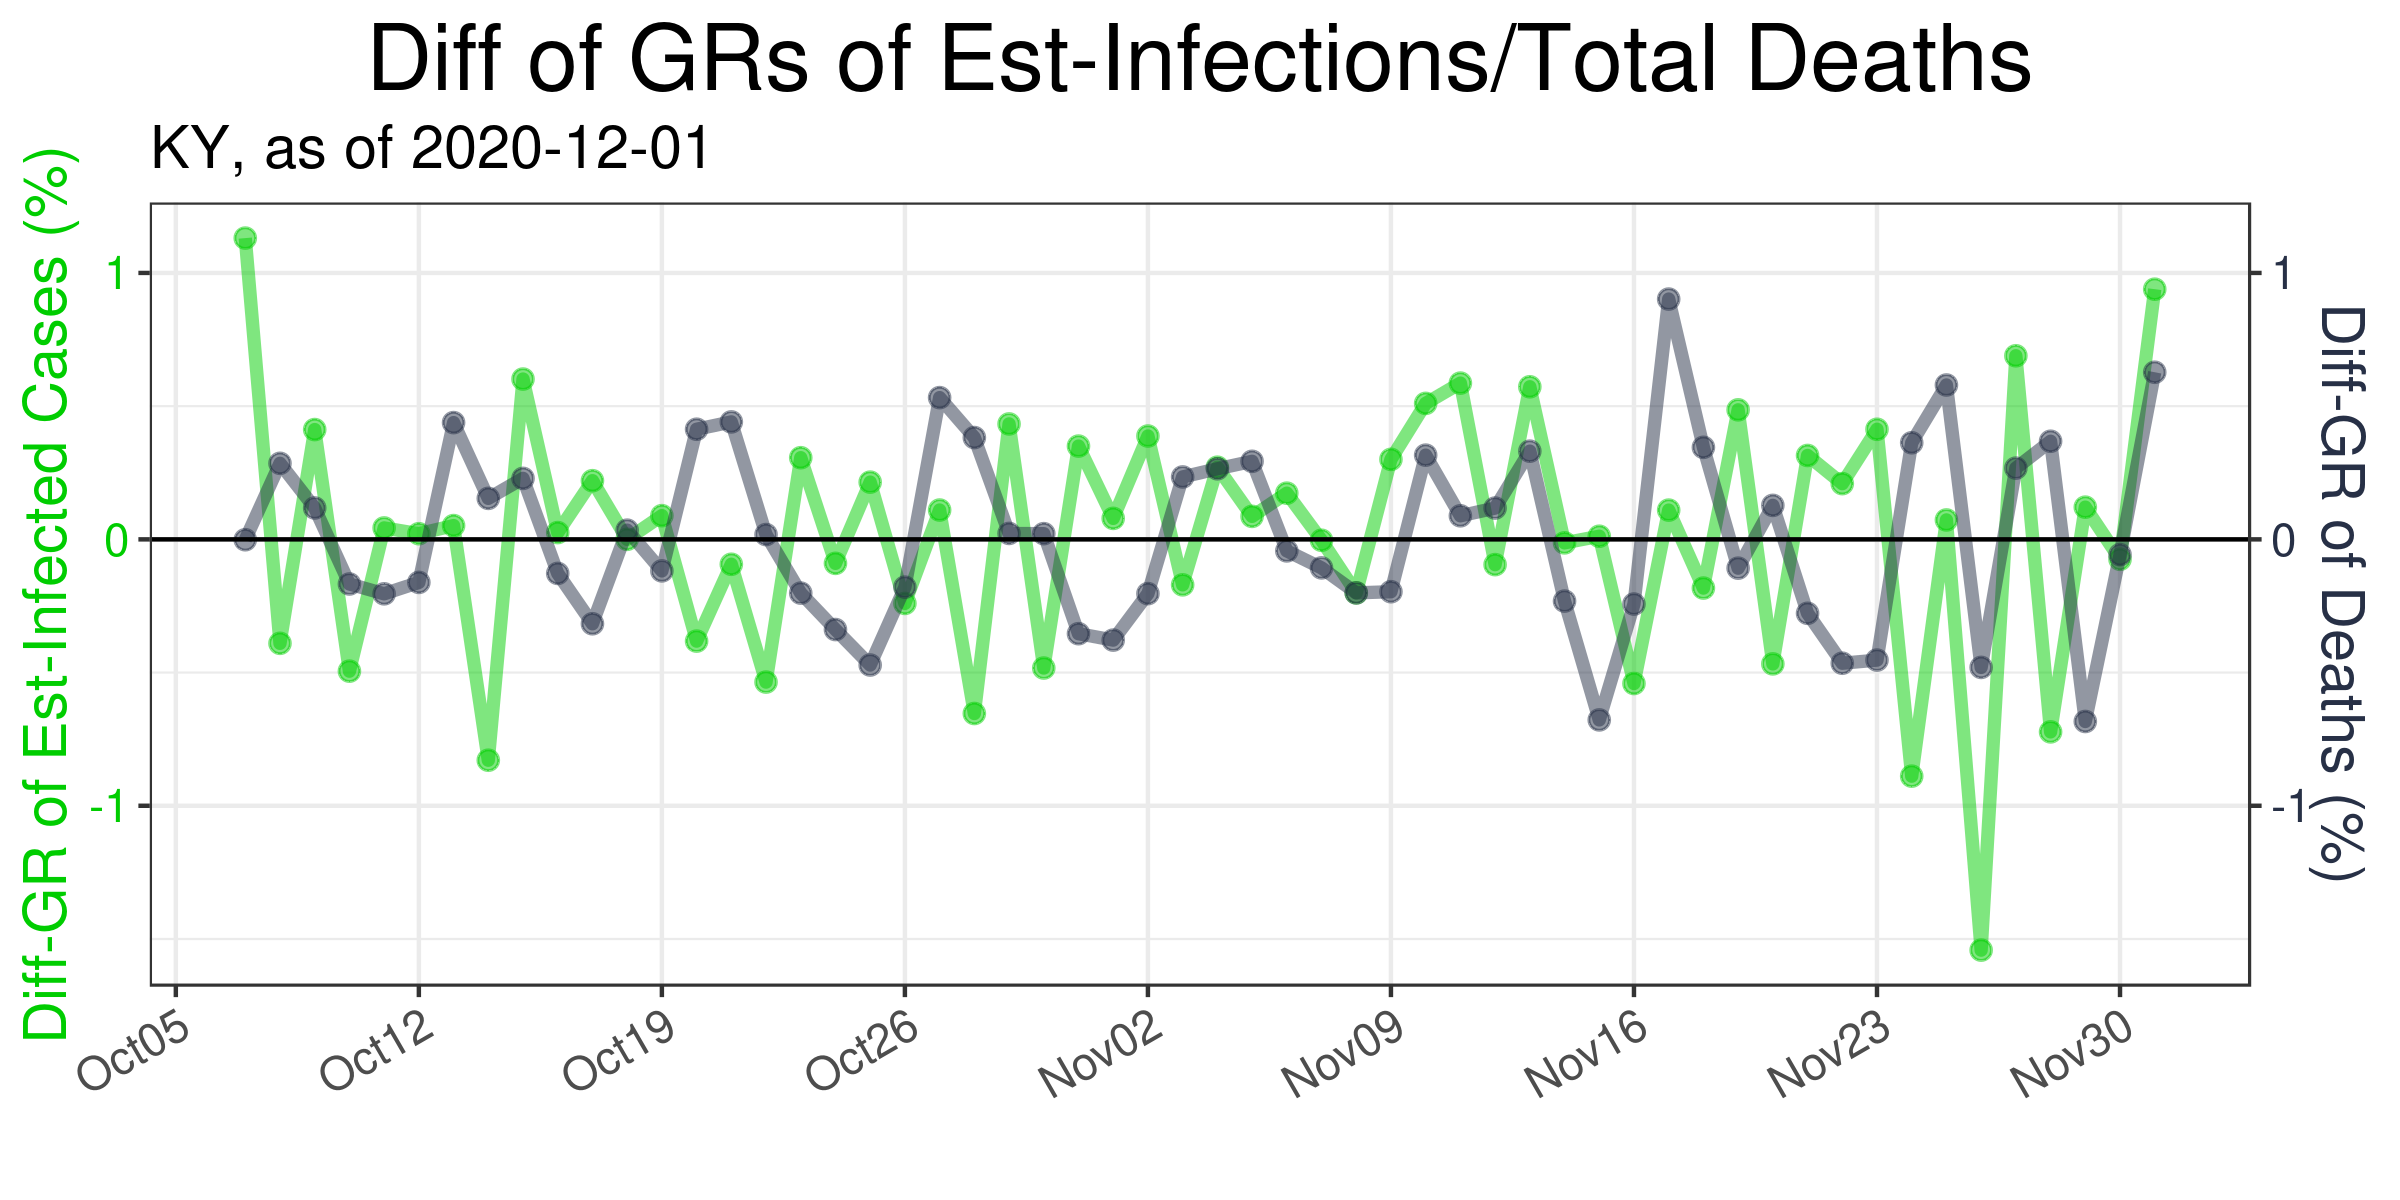 Diff of GRs of Est-Infections/Total Deaths
KY, as of 2020-12-01
Diff-GR of Est-Infected Cases (%)
1
0
-1
1
0
-1
Diff-GR of Deaths (%)
Oct05
Oct12
Oct19
Oct26
Nov02
Nov09
Nov16
Nov23
Nov30